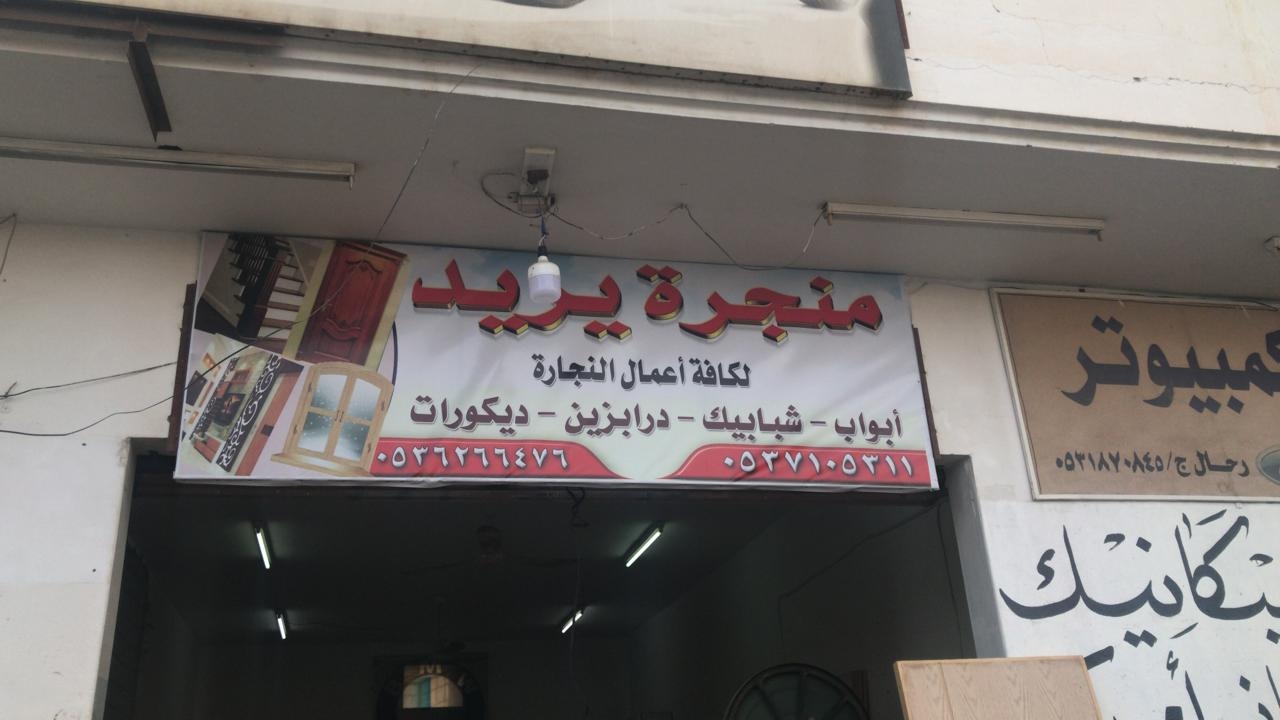 منجرة يريد
لكافة أعمال النجارة
أبواب - شبابيك - درابزين - ديكورات
٠٥٣٧١٠٥٣١١
٠٥٣٦٢٦٦٤٧٦
كمبيوتر
رحال ج/٠٥٣١٨٧٠٨٤٥